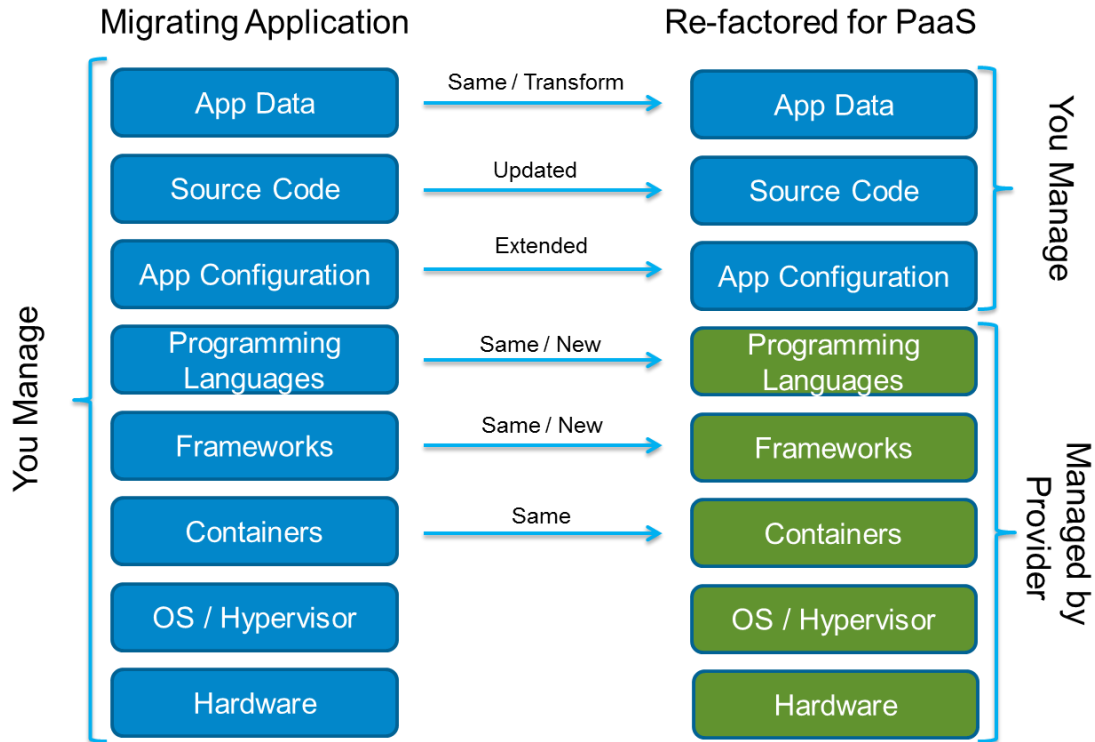 Migrating Application
Re-factored for PaaS
You Manage
App Data
Same / Transform
App Data
Source Code
Updated
Source Code
App Configuration
Extended
App Configuration
You Manage
Programming
Languages
Same / New
Programming
Languages
Frameworks
Same / New
Frameworks
Containers
Same
Containers
OS / Hypervisor
OS / Hypervisor
Hardware
Hardware
Managed by
Provider